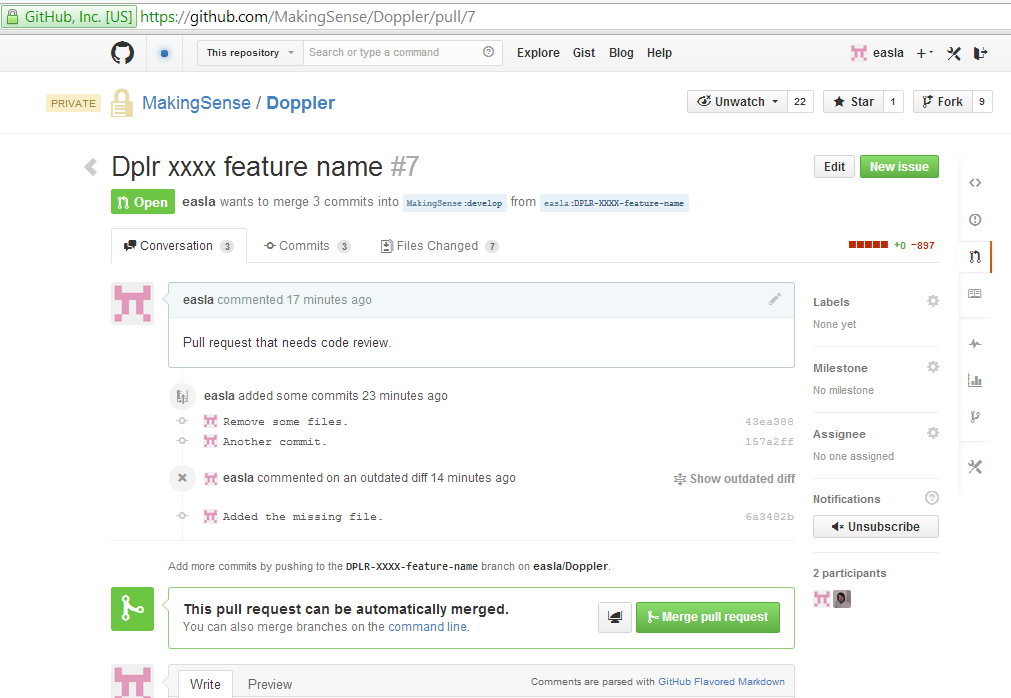 GitHub, Inc. [US] https://github.com/MakingSense/Doppler/pull/7
This repository Search or type a command Explore Gist Blog Help easla
PRIVATE MakingSense / Doppler Unwatch 22 Star 1 Fork 9
Dplr xxxx feature name #7 Edit New issue
Open easla wants to merge 3 commits into MakingSense:develop from easla:DPLR-XXXX-feature-name
Conversation 3 Commits 3 Files Changed 7 +0 −897
easla commented 17 minutes ago
Pull request that needs code review.
easla added some commits 23 minutes ago
Remove some files. 43ea388
Another commit. 157a2ff
easla commented on an outdated diff 14 minutes ago Show outdated diff
Added the missing file. 6a3482b
Add more commits by pushing to the DPLR-XXXX-feature-name branch on easla/Doppler.
This pull request can be automatically merged.
You can also merge branches on the command line.
Merge pull request
Write Preview Comments are parsed with GitHub Flavored Markdown
Labels
None yet
Milestone
No milestone
Assignee
No one assigned
Notifications
Unsubscribe
2 participants